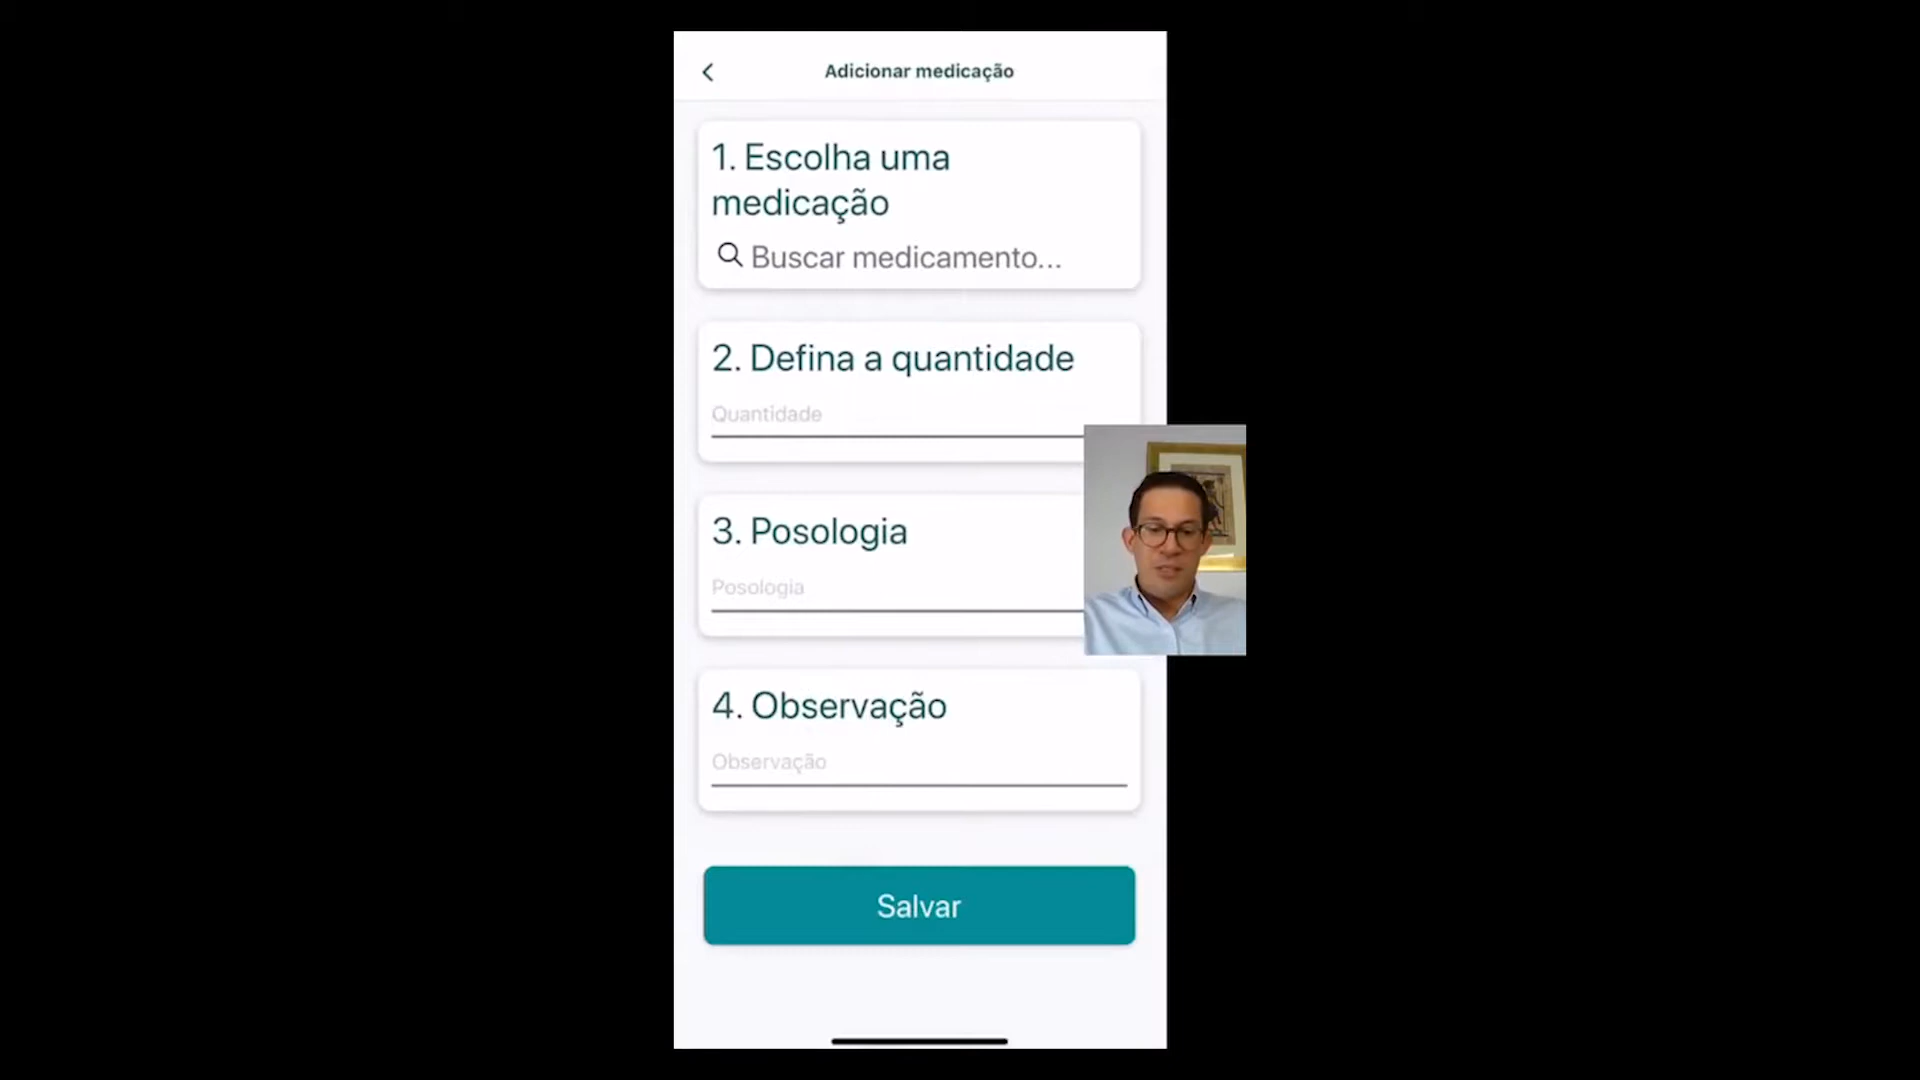 Adicionar medicação
1. Escolha uma
medicação
Buscar medicamento...
2. Defina a quantidade
Quantidade
3. Posologia
Posologia
4. Observação
Observação
Salvar